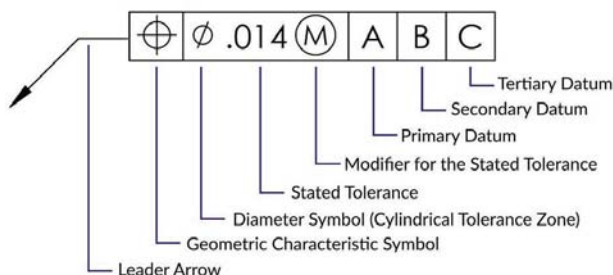 ⌖ ⌀ .014 Ⓜ A B C
Tertiary Datum
Secondary Datum
Primary Datum
Modifier for the Stated Tolerance
Stated Tolerance
Diameter Symbol (Cylindrical Tolerance Zone)
Geometric Characteristic Symbol
Leader Arrow